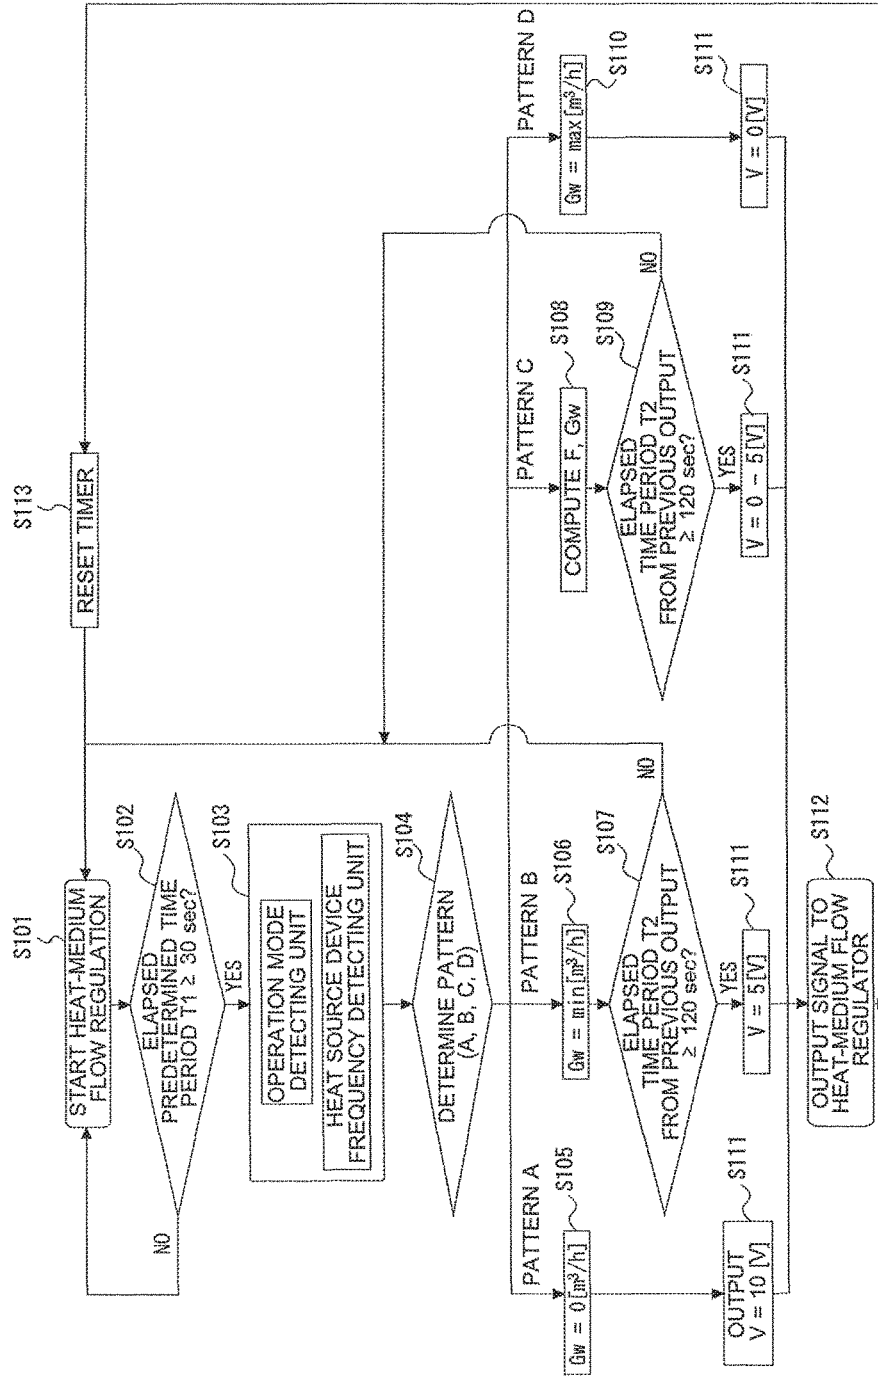 S101
START HEAT-MEDIUM
FLOW REGULATION
S113
RESET TIMER
S102
ELAPSED
PREDETERMINED TIME
PERIOD T1 ≥ 30 sec?
NO
YES
S103
OPERATION MODE
DETECTING UNIT
HEAT SOURCE DEVICE
FREQUENCY DETECTING UNIT
S104
DETERMINE PATTERN
(A, B, C, D)
PATTERN A
PATTERN B
PATTERN C
PATTERN D
Gw = 0[m³/h]
S105
Gw = min[m³/h]
S106
COMPUTE F, Gw
S108
Gw = max[m³/h]
S110
S107
ELAPSED
TIME PERIOD T2
FROM PREVIOUS OUTPUT
≥ 120 sec?
NO
YES
S109
ELAPSED
TIME PERIOD T2
FROM PREVIOUS OUTPUT
≥ 120 sec?
NO
YES
OUTPUT
V = 10 [V]
S111
V = 5[V]
S111
V = 0 - 5[V]
S111
V = 0[V]
S111
S112
OUTPUT SIGNAL TO
HEAT-MEDIUM FLOW
REGULATOR